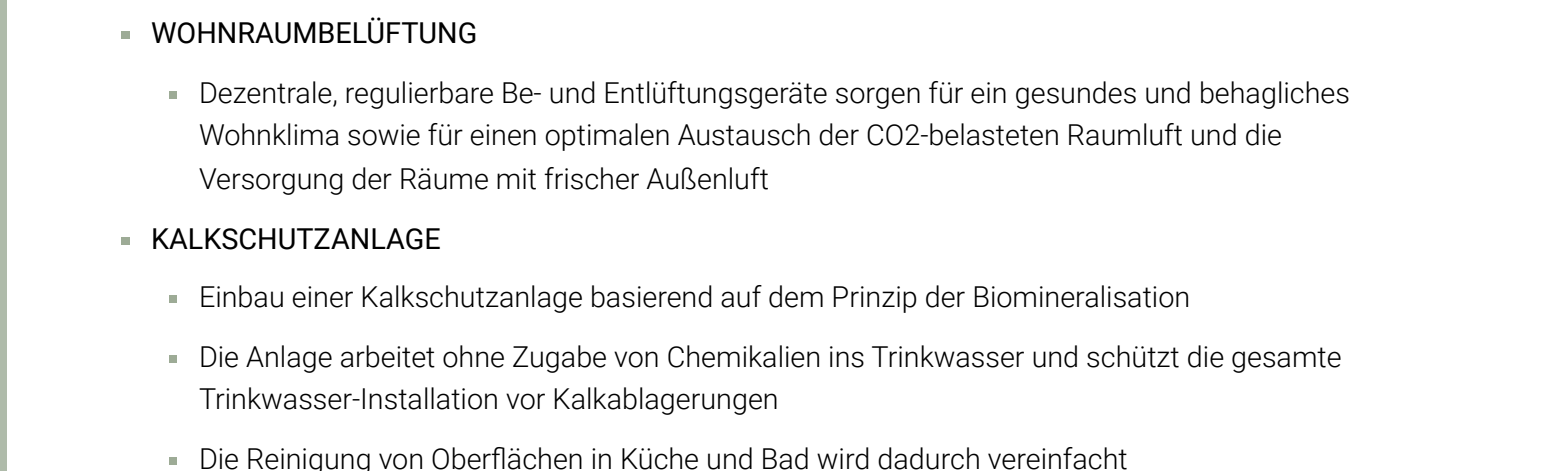 WOHNRAUMBELÜFTUNG
Dezentrale, regulierbare Be- und Entlüftungsgeräte sorgen für ein gesundes und behagliches
Wohnklima sowie für einen optimalen Austausch der CO2-belasteten Raumluft und die
Versorgung der Räume mit frischer Außenluft
KALKSCHUTZANLAGE
Einbau einer Kalkschutzanlage basierend auf dem Prinzip der Biomineralisation
Die Anlage arbeitet ohne Zugabe von Chemikalien ins Trinkwasser und schützt die gesamte
Trinkwasser-Installation vor Kalkablagerungen
Die Reinigung von Oberflächen in Küche und Bad wird dadurch vereinfacht